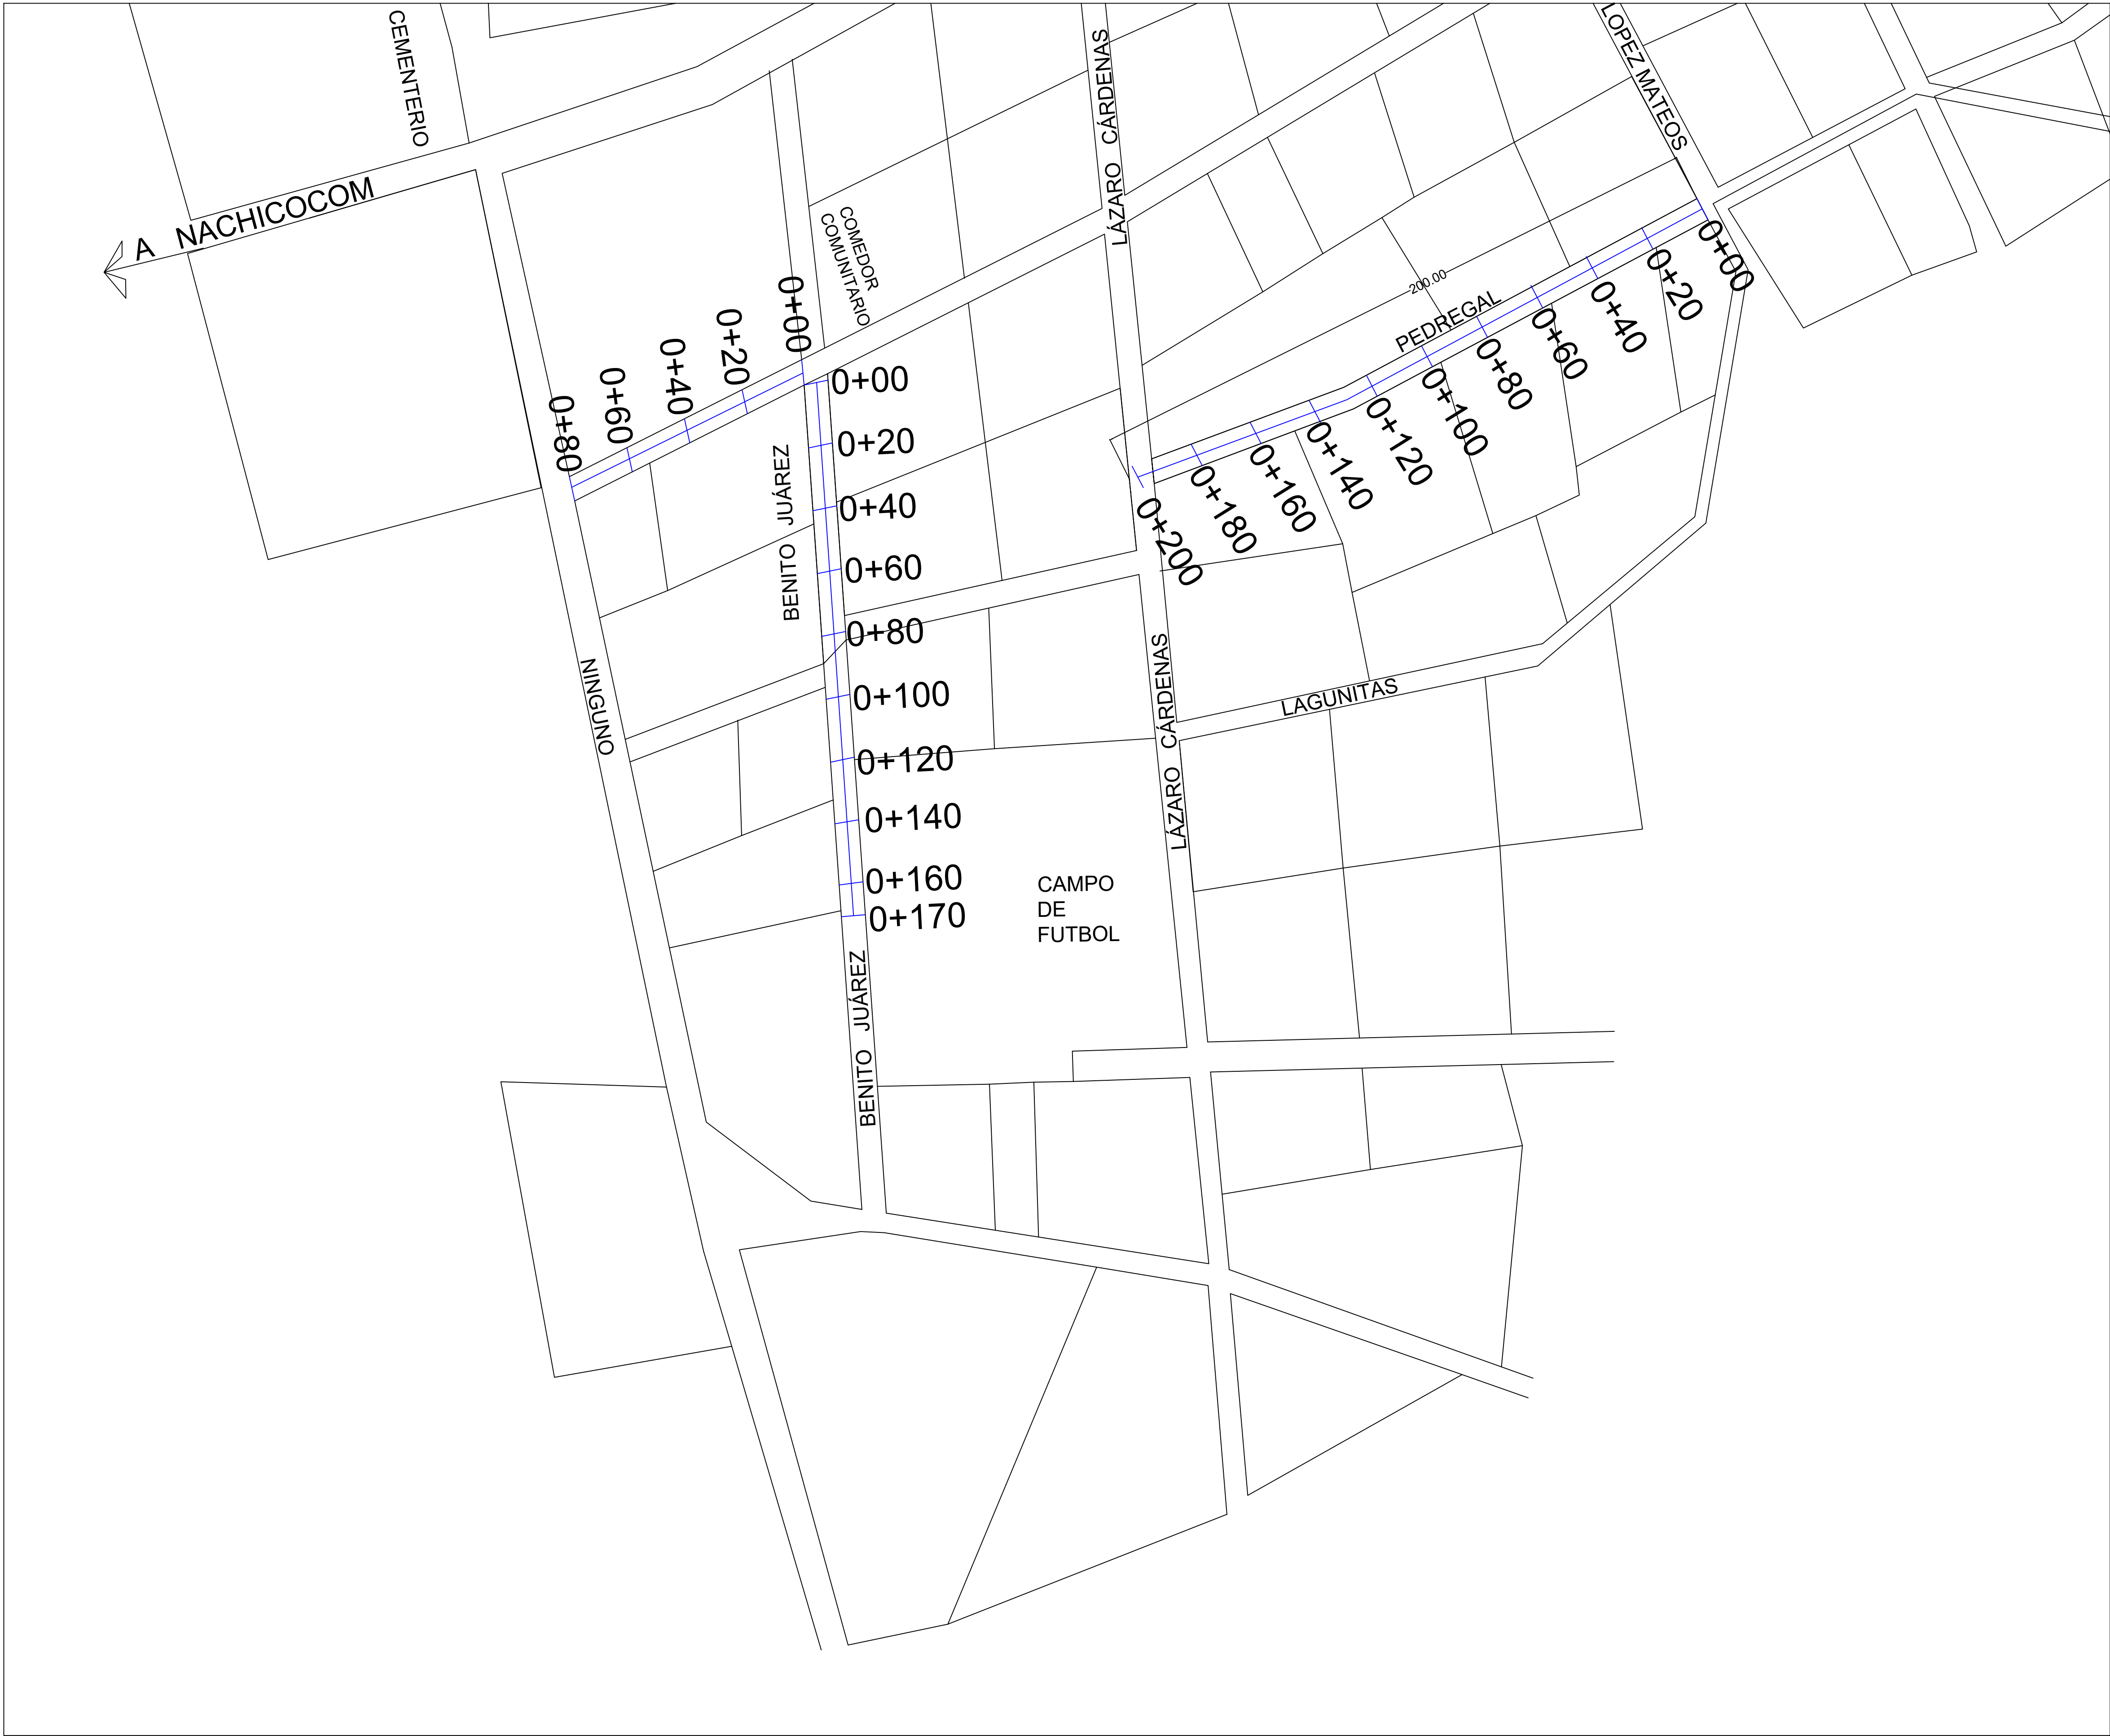 CEMENTERIO
LÁZARO CÁRDENAS
LOPEZ MATEOS
A NACHICOCOM
COMEDOR
COMUNITARIO
200.00
PEDREGAL
0+00
0+20
0+40
0+60
0+80
0+00
0+20
0+40
0+60
0+80
0+100
0+120
0+140
0+160
0+170
0+00
0+20
0+40
0+60
0+80
0+100
0+120
0+140
0+160
0+180
0+200
BENITO JUÁREZ
NINGUNO
LÁZARO CÁRDENAS
LAGUNITAS
LÁZARO
CAMPO
DE
FUTBOL
BENITO JUÁREZ